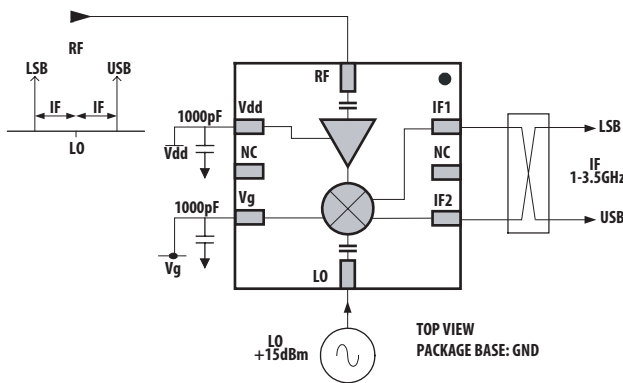 RF
LSB
USB
IF
IF
LO
RF
Vdd
1000pF
Vdd
NC
Vg
1000pF
Vg
IF1
NC
IF2
LO
LSB
IF
1-3.5GHz
USB
LO
+15dBm
TOP VIEW
PACKAGE BASE: GND